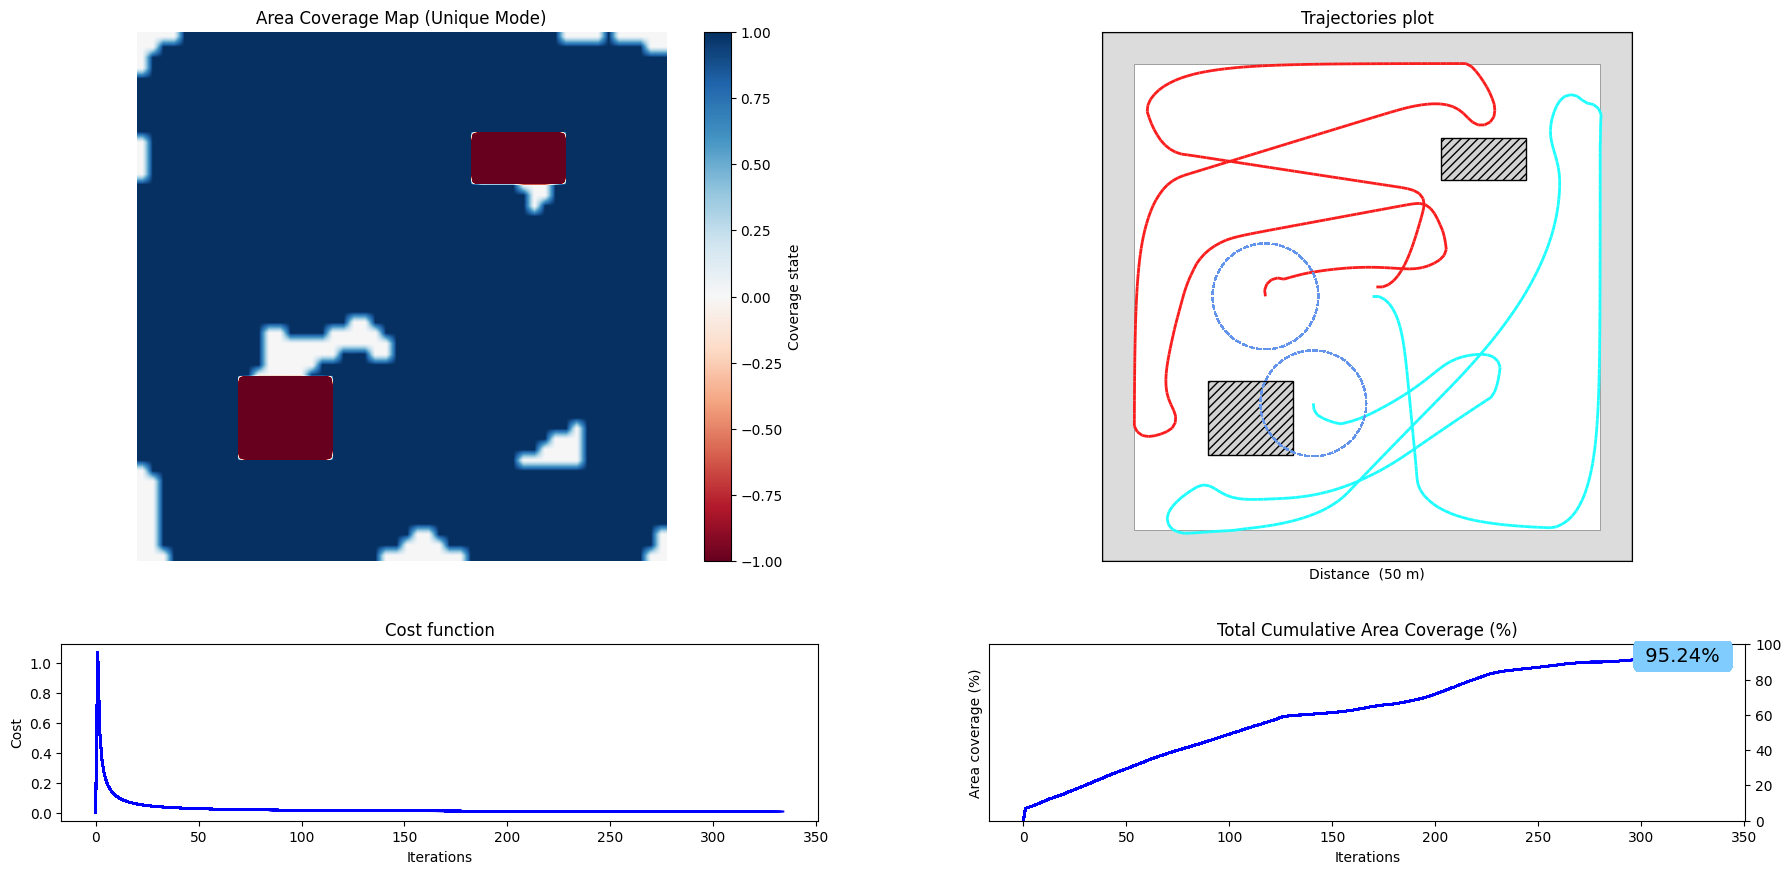 Area Coverage Map (Unique Mode)
1.00
0.75
0.50
0.25
0.00
−0.25
−0.50
−0.75
−1.00
Coverage state
Trajectories plot
Distance  (50 m)
Cost function
1.0
0.8
0.6
0.4
0.2
0.0
Cost
0 50 100 150 200 250 300 350
Iterations
Total Cumulative Area Coverage (%)
95.24%
Area coverage (%)
100
80
60
40
20
0
0 50 100 150 200 250 300 350
Iterations